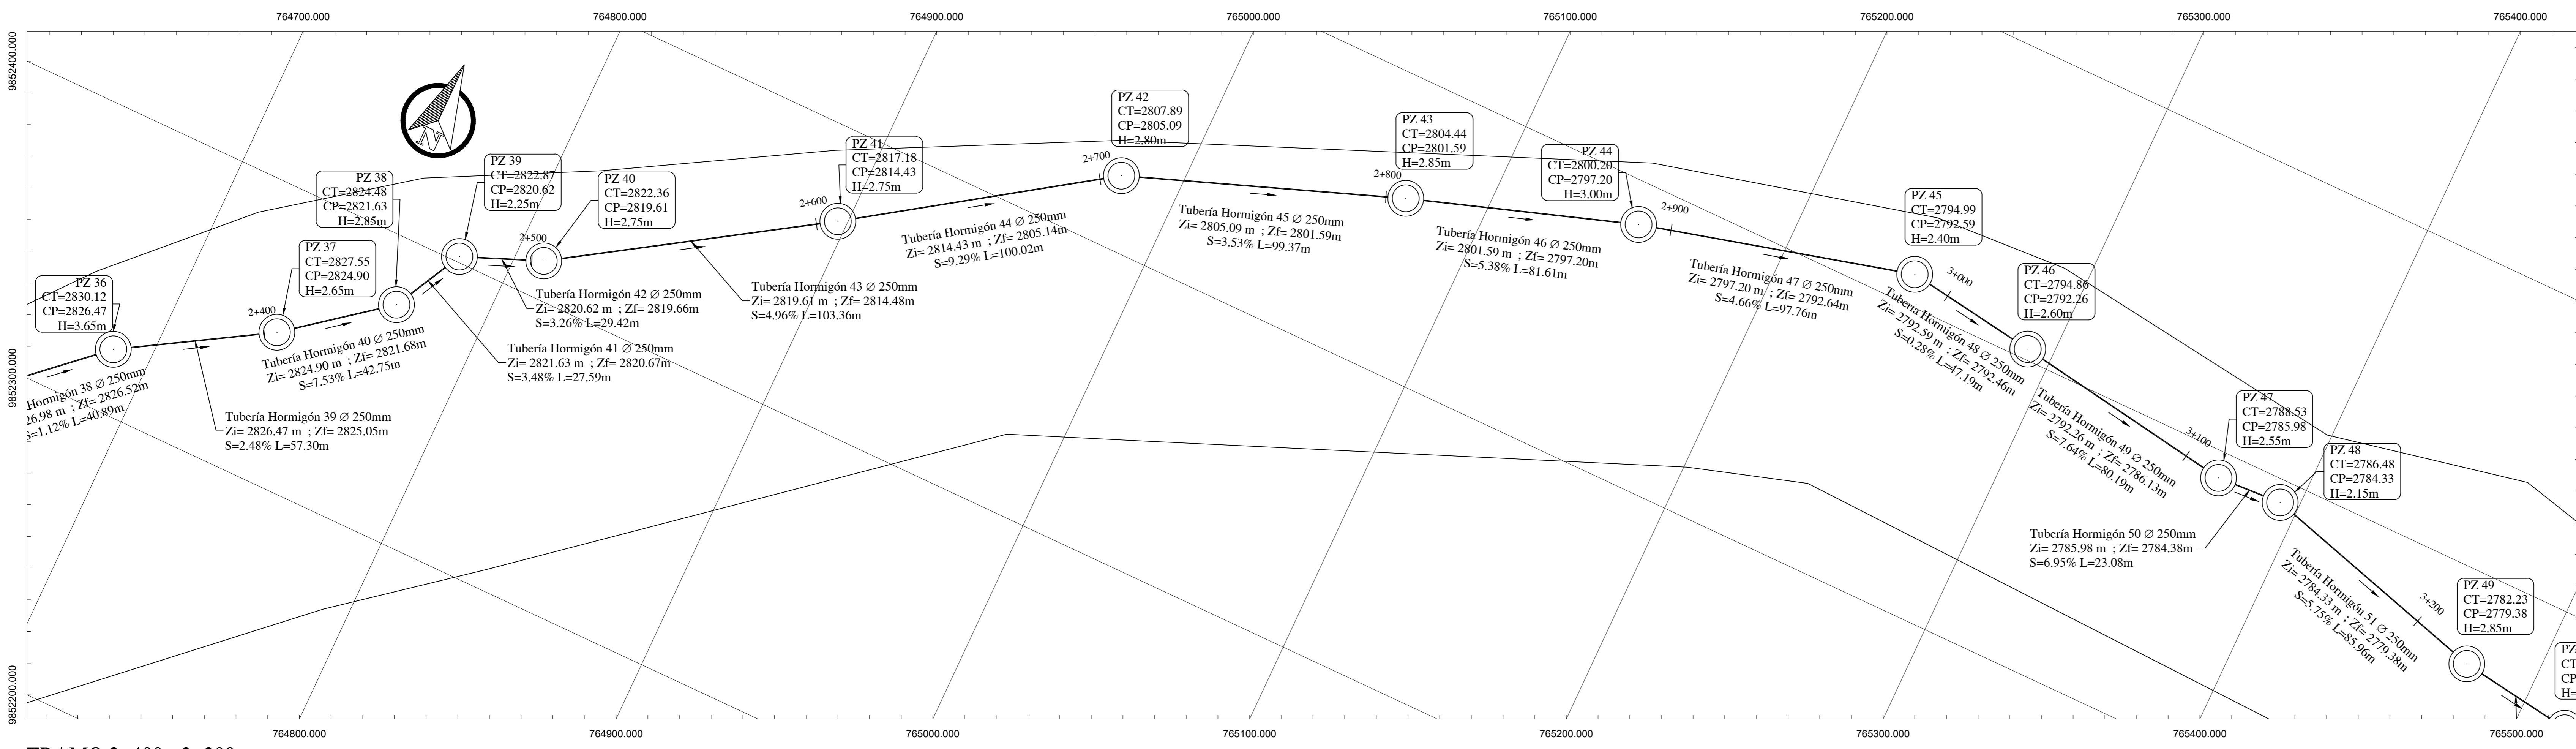 764700.000
764800.000
764900.000
765000.000
765100.000
765200.000
765300.000
765400.000
9852400.000
9852300.000
9852200.000
N
PZ 36
CT=2830.12
CP=2826.47
H=3.65m
Hormigón 38 ∅ 250mm
26.98 m ; Zf= 2826.52m
S=1.12% L=40.89m
Tubería Hormigón 39 ∅ 250mm
Zi= 2826.47 m ; Zf= 2825.05m
S=2.48% L=57.30m
2+400
PZ 37
CT=2827.55
CP=2824.90
H=2.65m
Tubería Hormigón 40 ∅ 250mm
Zi= 2824.90 m ; Zf= 2821.68m
S=7.53% L=42.75m
PZ 38
CT=2824.48
CP=2821.63
H=2.85m
Tubería Hormigón 41 ∅ 250mm
Zi= 2821.63 m ; Zf= 2820.67m
S=3.48% L=27.59m
PZ 39
CT=2822.87
CP=2820.62
H=2.25m
Tubería Hormigón 42 ∅ 250mm
Zi= 2820.62 m ; Zf= 2819.66m
S=3.26% L=29.42m
2+500
PZ 40
CT=2822.36
CP=2819.61
H=2.75m
Tubería Hormigón 43 ∅ 250mm
Zi= 2819.61 m ; Zf= 2814.48m
S=4.96% L=103.36m
2+600
PZ 41
CT=2817.18
CP=2814.43
H=2.75m
Tubería Hormigón 44 ∅ 250mm
Zi= 2814.43 m ; Zf= 2805.14m
S=9.29% L=100.02m
2+700
PZ 42
CT=2807.89
CP=2805.09
H=2.80m
Tubería Hormigón 45 ∅ 250mm
Zi= 2805.09 m ; Zf= 2801.59m
S=3.53% L=99.37m
2+800
PZ 43
CT=2804.44
CP=2801.59
H=2.85m
Tubería Hormigón 46 ∅ 250mm
Zi= 2801.59 m ; Zf= 2797.20m
S=5.38% L=81.61m
PZ 44
CT=2800.20
CP=2797.20
H=3.00m
2+900
Tubería Hormigón 47 ∅ 250mm
Zi= 2797.20 m ; Zf= 2792.64m
S=4.66% L=97.76m
PZ 45
CT=2794.99
CP=2792.59
H=2.40m
3+000
Tubería Hormigón 48 ∅ 250mm
Zi= 2792.59 m ; Zf= 2792.46m
S=0.28% L=47.19m
PZ 46
CT=2794.86
CP=2792.26
H=2.60m
Tubería Hormigón 49 ∅ 250mm
Zi= 2792.26 m ; Zf= 2786.13m
S=7.64% L=80.19m
3+100
PZ 47
CT=2788.53
CP=2785.98
H=2.55m
Tubería Hormigón 50 ∅ 250mm
Zi= 2785.98 m ; Zf= 2784.38m
S=6.95% L=23.08m
PZ 48
CT=2786.48
CP=2784.33
H=2.15m
Tubería Hormigón 51 ∅ 250mm
Zi= 2784.33 m ; Zf= 2779.38m
S=5.75% L=85.96m
3+200
PZ 49
CT=2782.23
CP=2779.38
H=2.85m
PZ
CT
CP
H=
764800.000
764900.000
765000.000
765100.000
765200.000
765300.000
765400.000
765500.000